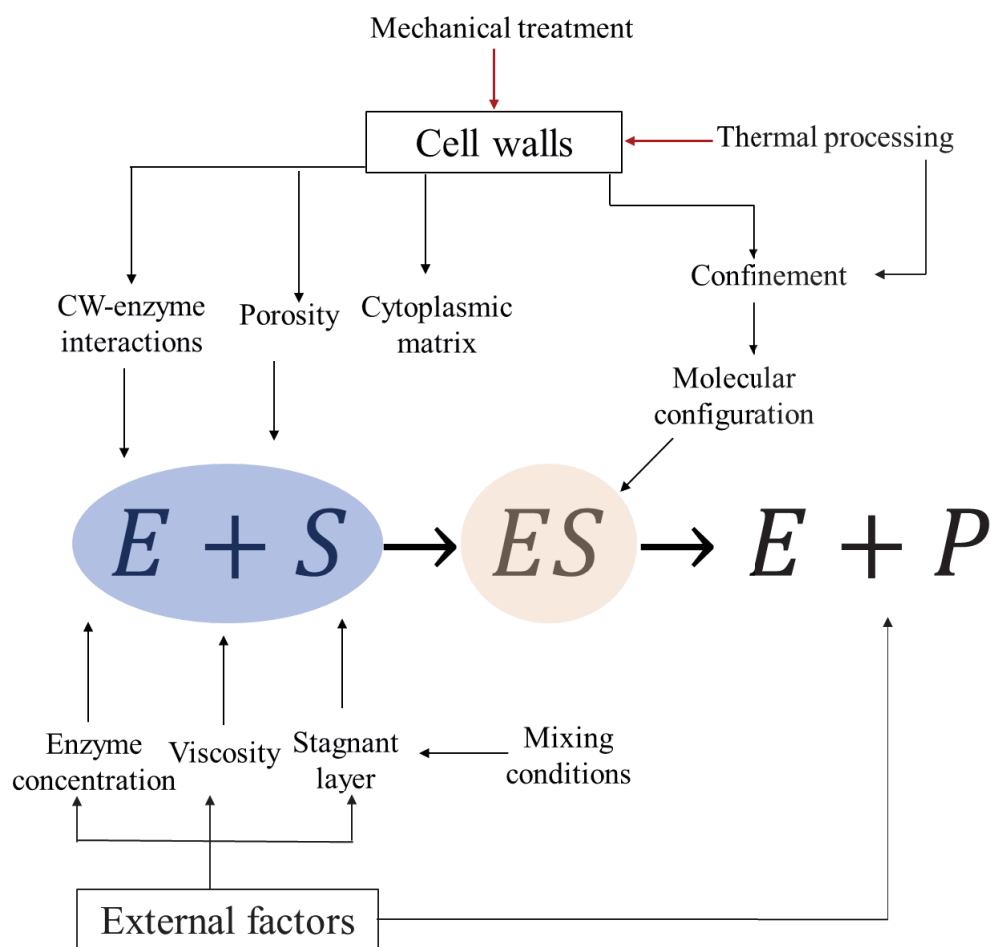 Mechanical treatment
Cell walls
Thermal processing
Confinement
CW-enzyme
interactions
Porosity
Cytoplasmic
matrix
Molecular
configuration
E + S → ES → E + P
Enzyme
concentration
Viscosity
Stagnant
layer
Mixing
conditions
External factors